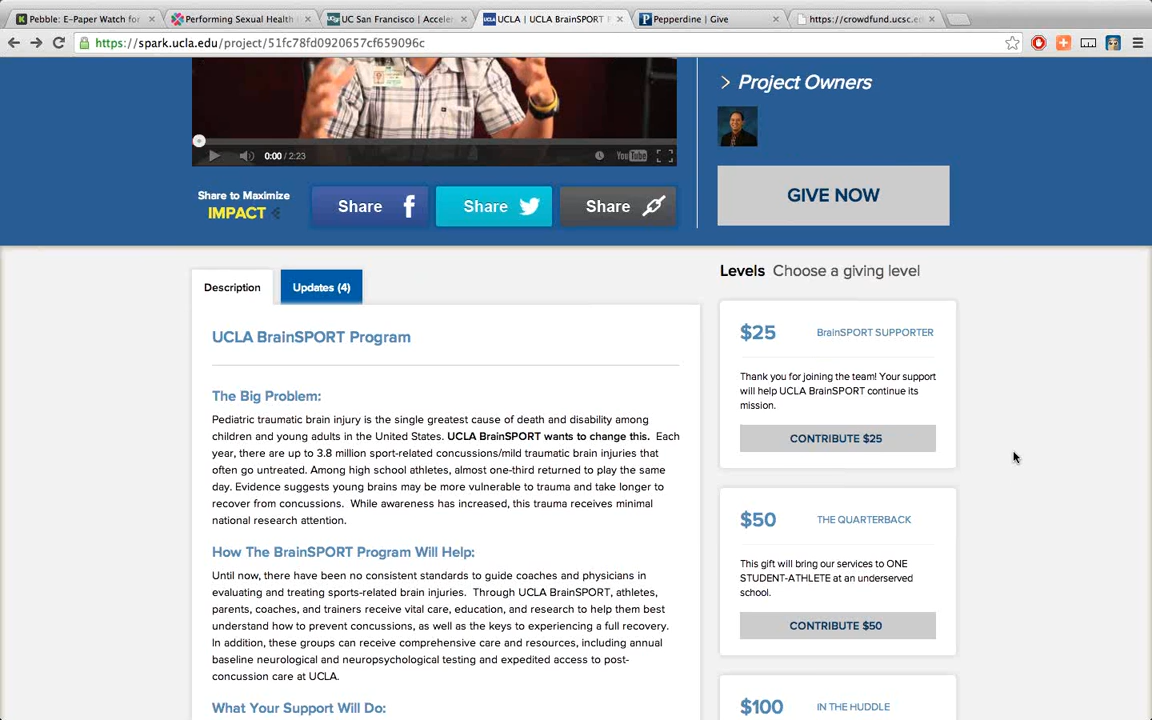 Pebble: E-Paper Watch for
Performing Sexual Health
UC San Francisco | Acceler
UCLA | UCLA BrainSPORT P
Pepperdine | Give
https://crowdfund.ucsc.e
https://spark.ucla.edu/project/51fc78fd0920657cf659096c
> Project Owners
0:00 / 2:23
YouTube
GIVE NOW
Share to Maximize
IMPACT
Share
Share
Share
Description
Updates (4)
UCLA BrainSPORT Program
The Big Problem:
Pediatric traumatic brain injury is the single greatest cause of death and disability among
children and young adults in the United States. UCLA BrainSPORT wants to change this. Each
year, there are up to 3.8 million sport-related concussions/mild traumatic brain injuries that
often go untreated. Among high school athletes, almost one-third returned to play the same
day. Evidence suggests young brains may be more vulnerable to trauma and take longer to
recover from concussions. While awareness has increased, this trauma receives minimal
national research attention.
How The BrainSPORT Program Will Help:
Until now, there have been no consistent standards to guide coaches and physicians in
evaluating and treating sports-related brain injuries. Through UCLA BrainSPORT, athletes,
parents, coaches, and trainers receive vital care, education, and research to help them best
understand how to prevent concussions, as well as the keys to experiencing a full recovery.
In addition, these groups can receive comprehensive care and resources, including annual
baseline neurological and neuropsychological testing and expedited access to post-
concussion care at UCLA.
What Your Support Will Do:
Levels Choose a giving level
$25 BrainSPORT SUPPORTER
Thank you for joining the team! Your support
will help UCLA BrainSPORT continue its
mission.
CONTRIBUTE $25
$50 THE QUARTERBACK
This gift will bring our services to ONE
STUDENT-ATHLETE at an underserved
school.
CONTRIBUTE $50
$100 IN THE HUDDLE